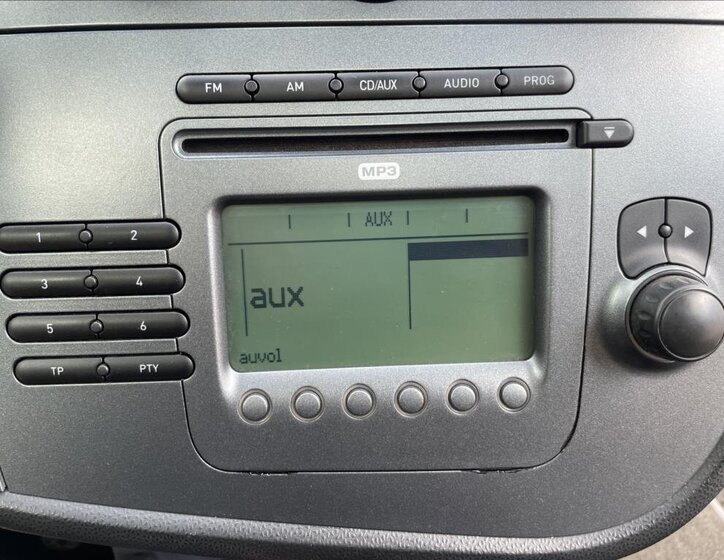 FM AM CD/AUX AUDIO PROG
MP3
AUX
1 2
3 4
aux
5 6
auvol
TP PTY